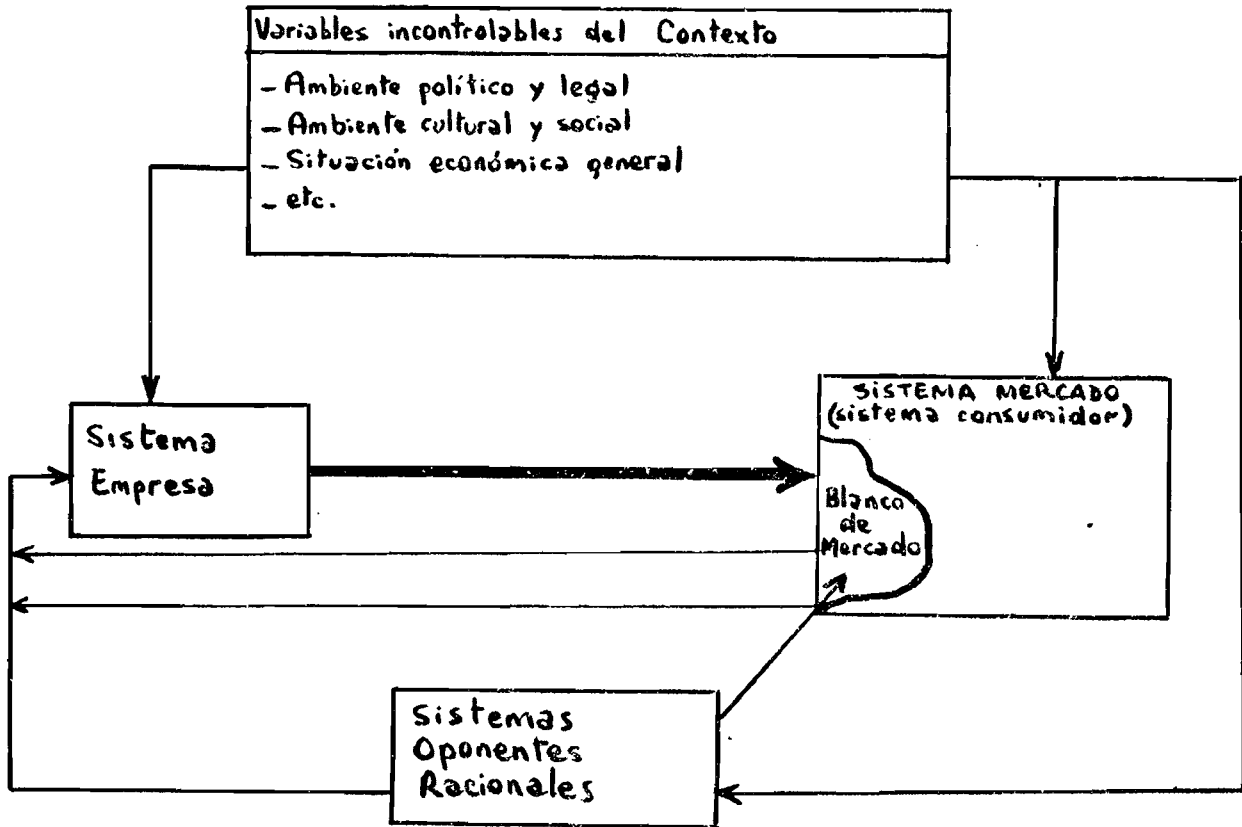 Variables incontrolables del Contexto
- Ambiente político y legal
- Ambiente cultural y social
- Situación económica general
- etc.
Sistema
Empresa
SISTEMA MERCADO
(sistema consumidor)
Blanco
de
Mercado
Sistemas
Oponentes
Racionales